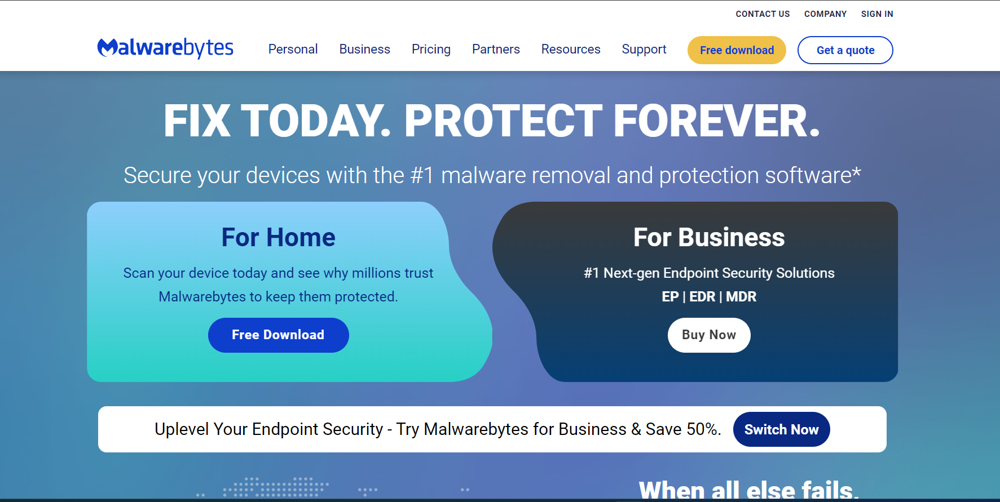 CONTACT US COMPANY SIGN IN
Malwarebytes Personal Business Pricing Partners Resources Support Free download Get a quote
FIX TODAY. PROTECT FOREVER.
Secure your devices with the #1 malware removal and protection software*
For Home
Scan your device today and see why millions trust
Malwarebytes to keep them protected.
Free Download
For Business
#1 Next-gen Endpoint Security Solutions
EP | EDR | MDR
Buy Now
Uplevel Your Endpoint Security - Try Malwarebytes for Business & Save 50%. Switch Now
When all else fails,